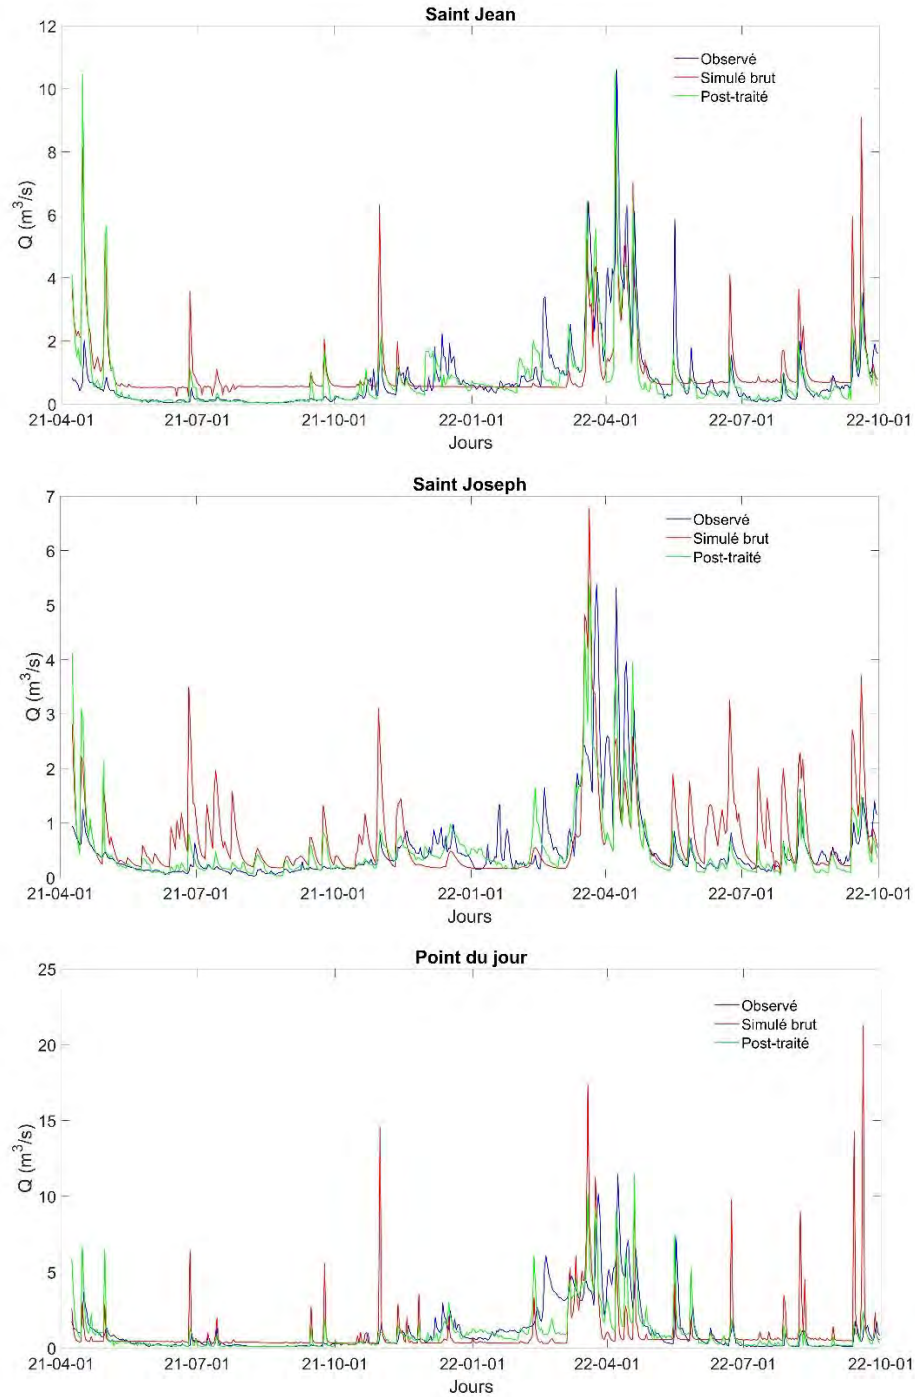 Saint Jean
12
10
8
6
4
2
0
Q (m³/s)
Observé
Simulé brut
Post-traité
21-04-01 21-07-01 21-10-01 22-01-01 22-04-01 22-07-01 22-10-01
Jours
Saint Joseph
7
6
5
4
3
2
1
0
Q (m³/s)
Observé
Simulé brut
Post-traité
21-04-01 21-07-01 21-10-01 22-01-01 22-04-01 22-07-01 22-10-01
Jours
Point du jour
25
20
15
10
5
0
Q (m³/s)
Observé
Simulé brut
Post-traité
21-04-01 21-07-01 21-10-01 22-01-01 22-04-01 22-07-01 22-10-01
Jours